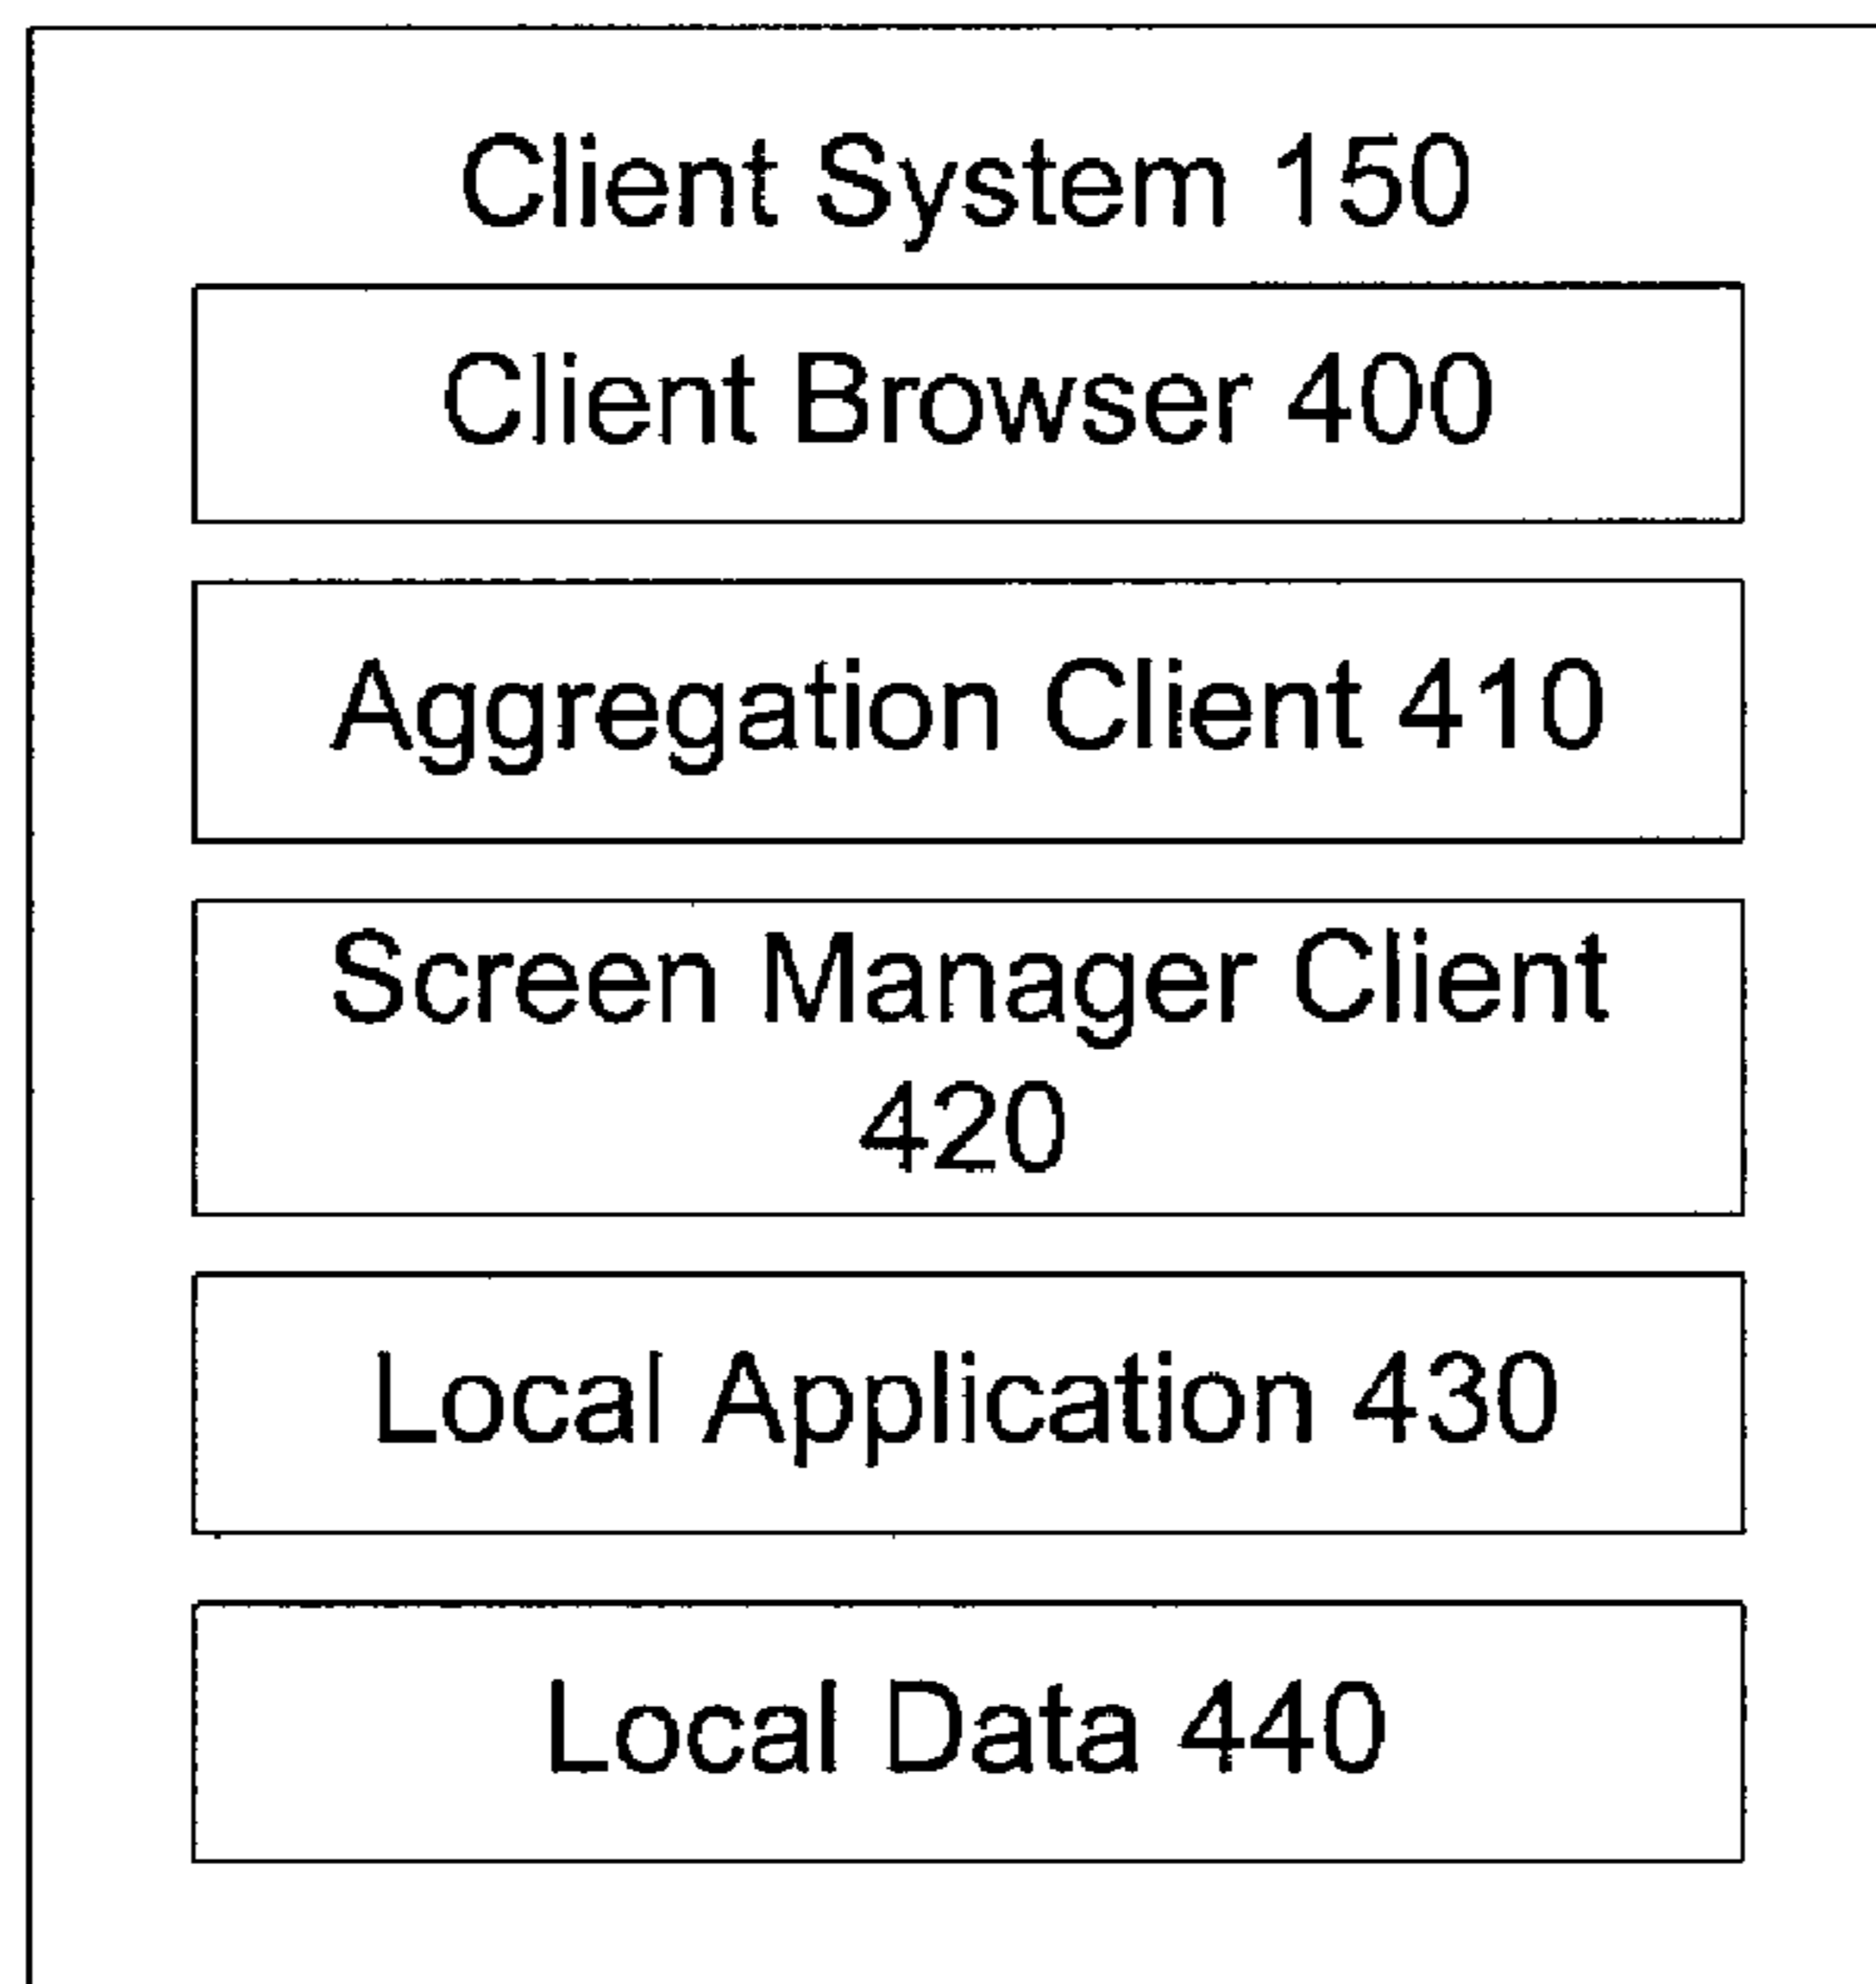 Client System 150
Client Browser 400
Aggregation Client 410
Screen Manager Client
420
Local Application 430
Local Data 440